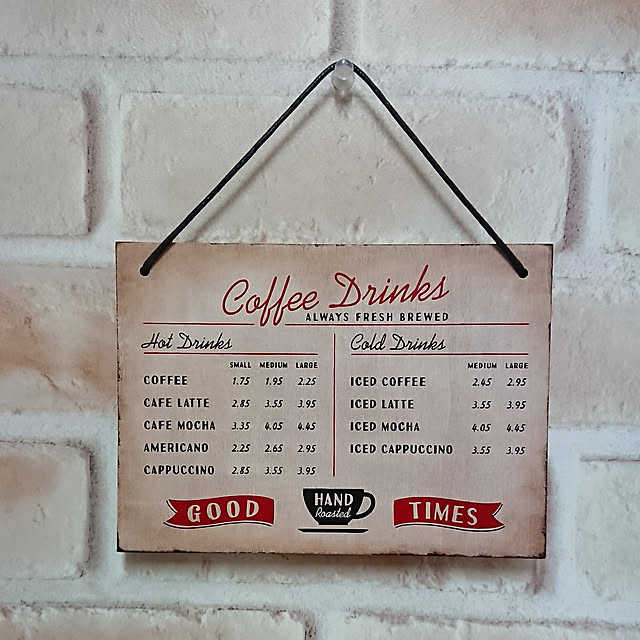 Coffee Drinks
ALWAYS FRESH BREWED
Hot Drinks
SMALL MEDIUM LARGE
COFFEE 1.75 1.95 2.25
CAFE LATTE 2.85 3.55 3.95
CAFE MOCHA 3.35 4.05 4.45
AMERICANO 2.25 2.65 2.95
CAPPUCCINO 2.85 3.55 3.95
Cold Drinks
MEDIUM LARGE
ICED COFFEE 2.45 2.95
ICED LATTE 3.55 3.95
ICED MOCHA 4.05 4.45
ICED CAPPUCCINO 3.55 3.95
GOOD
HAND
Roasted
TIMES